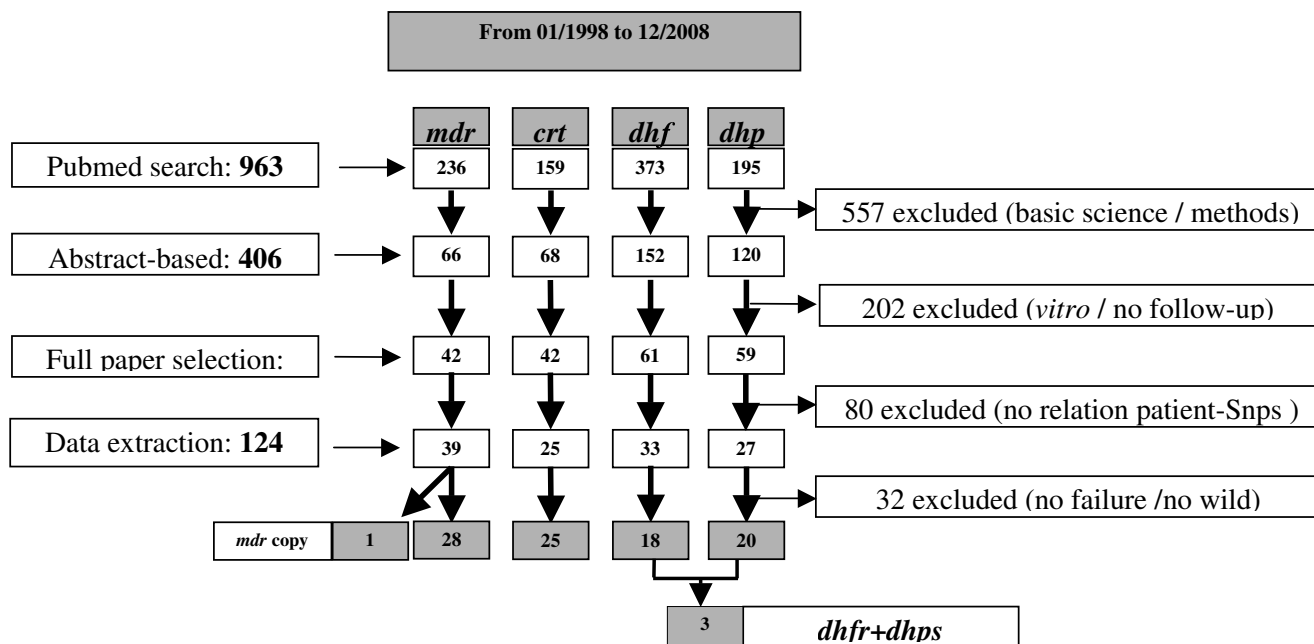 From 01/1998 to 12/2008
mdr crt dhf dhp
Pubmed search: 963
236 159 373 195
557 excluded (basic science / methods)
Abstract-based: 406
66 68 152 120
202 excluded (vitro / no follow-up)
Full paper selection:
42 42 61 59
80 excluded (no relation patient-Snps )
Data extraction: 124
39 25 33 27
32 excluded (no failure /no wild)
mdr copy 1 28 25 18 20
3 dhfr+dhps